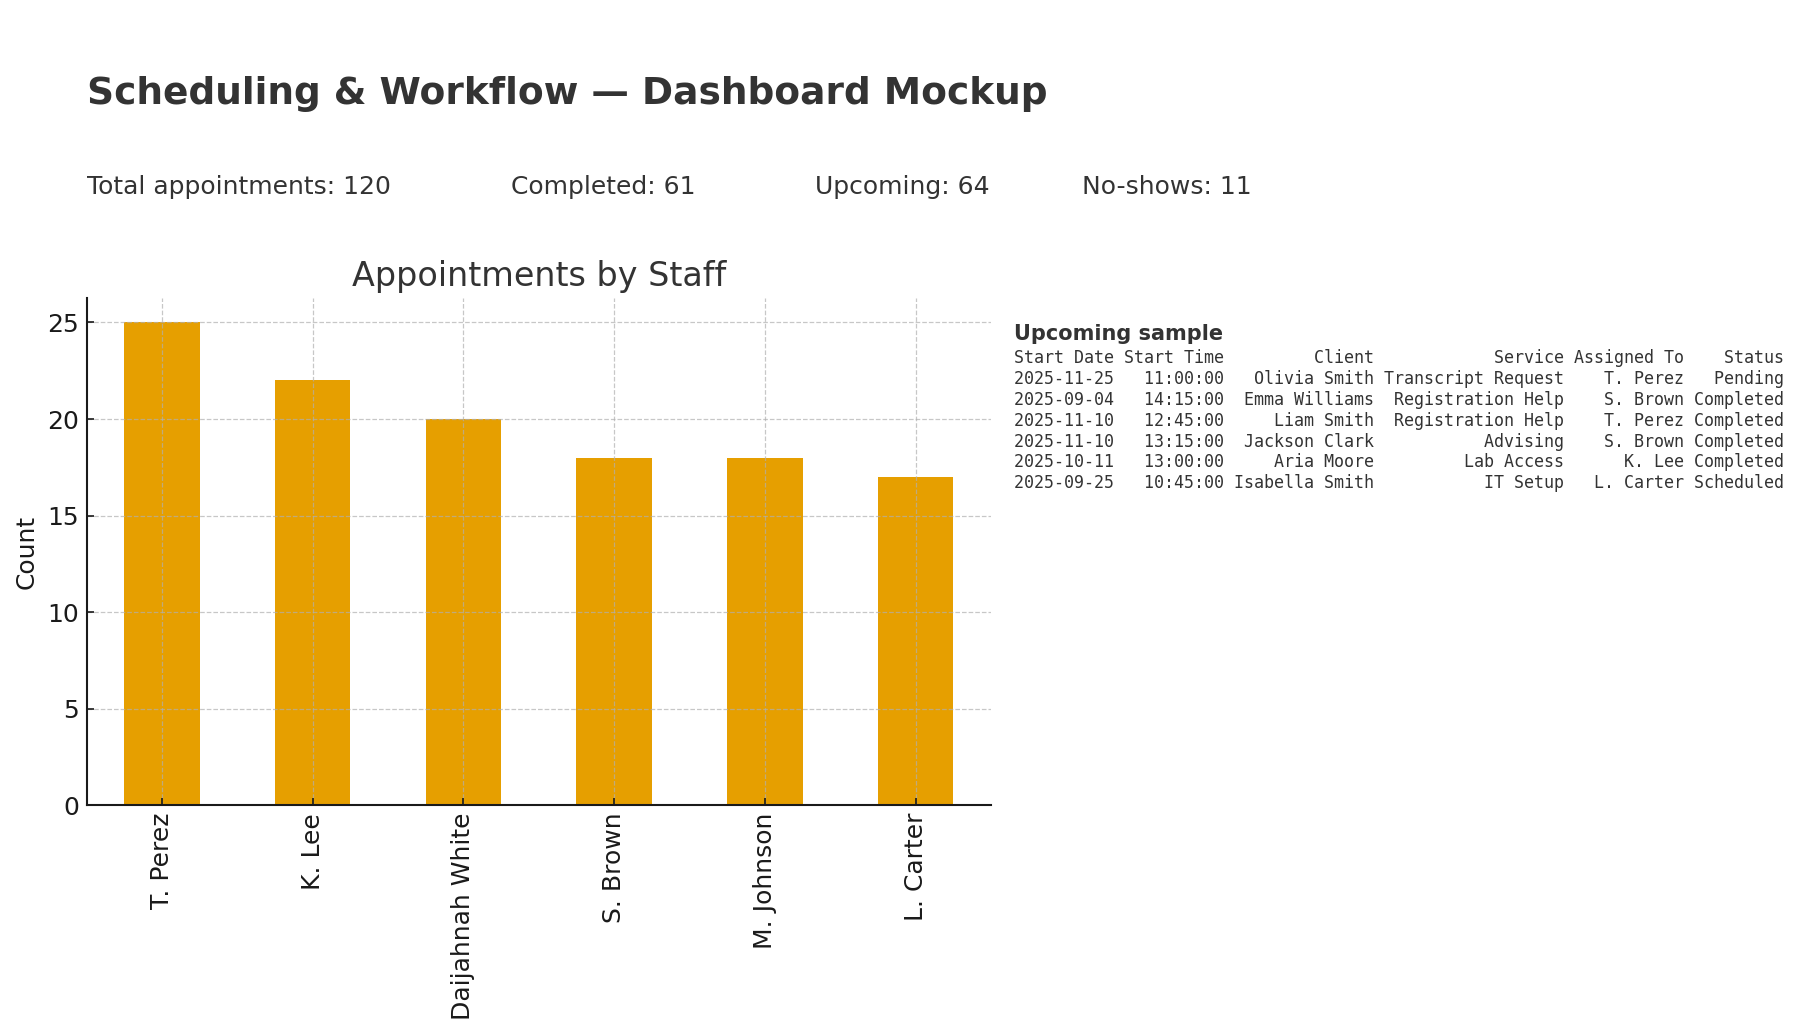 Scheduling & Workflow — Dashboard Mockup
Total appointments: 120 Completed: 61 Upcoming: 64 No-shows: 11
Appointments by Staff
Count
25
20
15
10
5
0
T. Perez
K. Lee
Daijahnah White
S. Brown
M. Johnson
L. Carter
Upcoming sample
Start Date Start Time Client Service Assigned To Status
2025-11-25 11:00:00 Olivia Smith Transcript Request T. Perez Pending
2025-09-04 14:15:00 Emma Williams Registration Help S. Brown Completed
2025-11-10 12:45:00 Liam Smith Registration Help T. Perez Completed
2025-11-10 13:15:00 Jackson Clark Advising S. Brown Completed
2025-10-11 13:00:00 Aria Moore Lab Access K. Lee Completed
2025-09-25 10:45:00 Isabella Smith IT Setup L. Carter Scheduled